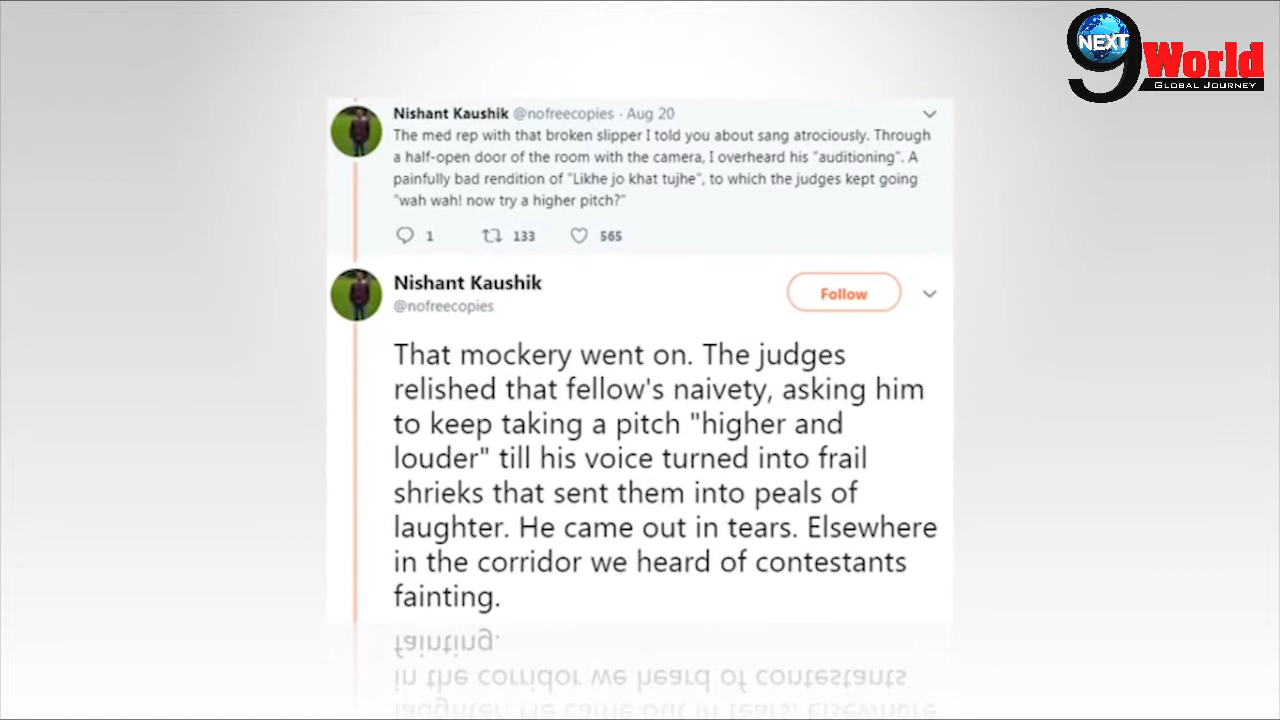 NEXT
9 World
GLOBAL JOURNEY
Nishant Kaushik @nofreecopies · Aug 20
The med rep with that broken slipper I told you about sang atrociously. Through
a half-open door of the room with the camera, I overheard his "auditioning". A
painfully bad rendition of "Likhe jo khat tujhe", to which the judges kept going
"wah wah! now try a higher pitch?"
1 133 565
Nishant Kaushik
Follow
@nofreecopies
That mockery went on. The judges
relished that fellow's naivety, asking him
to keep taking a pitch "higher and
louder" till his voice turned into frail
shrieks that sent them into peals of
laughter. He came out in tears. Elsewhere
in the corridor we heard of contestants
fainting.